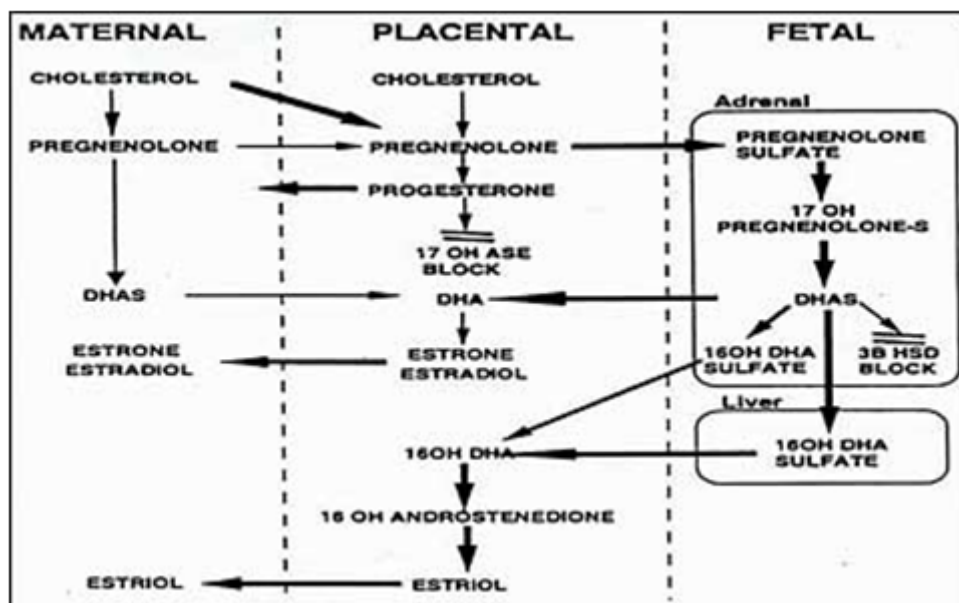 MATERNAL PLACENTAL FETAL
CHOLESTEROL CHOLESTEROL
Adrenal
PREGNENOLONE PREGNENOLONE PREGNENOLONE
SULFATE
PROGESTERONE
17 OH
PREGNENOLONE-S
17 OH ASE
BLOCK
DHAS DHA DHAS
ESTRONE ESTRONE 16OH DHA 3B HSD
ESTRADIOL ESTRADIOL SULFATE BLOCK
Liver
16OH DHA 16OH DHA
SULFATE
16 OH ANDROSTENEDIONE
ESTRIOL ESTRIOL